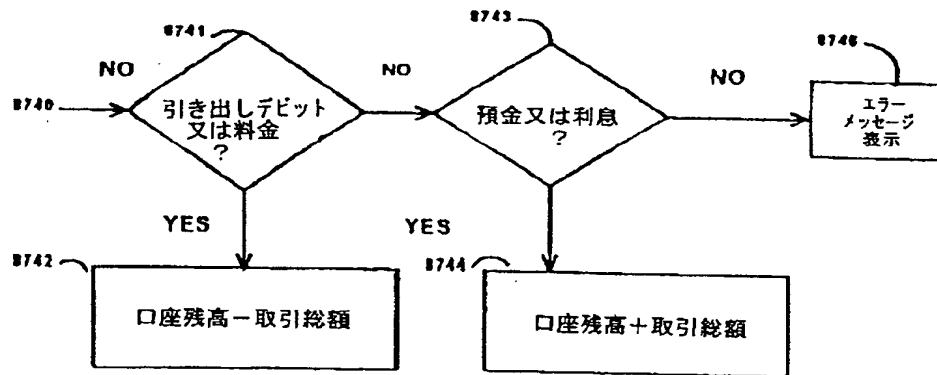 8741
8743
8746
NO
NO
NO
8740
引き出しデビット
又は料金
?
預金又は利息
?
エラー
メッセージ
表示
YES
YES
8742
8744
口座残高－取引総額
口座残高＋取引総額